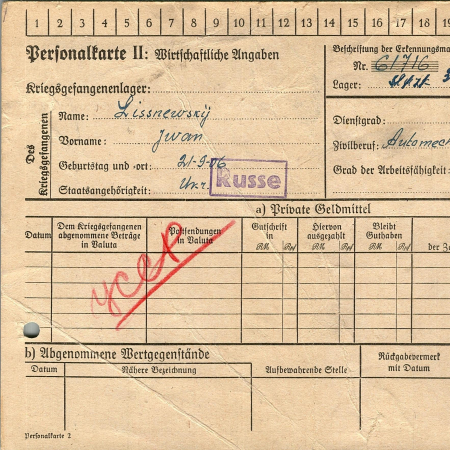 1 2 3 4 5 6 7 8 9 10 11 12 13 14 15 16 17 18 19
Personalkarte II: Wirtschaftliche Angaben
Beschriftung der Erkennungsma
Nr. 61716
Kriegsgefangenenlager:
Lager:
Des Kriegsgefangenen
Name: Lissnewskij
Vorname: Jwan
Geburtstag und -ort: 21-9-06
Staatsangehörigkeit: Ukr.
Russe
Dienstgrad:
Zivilberuf: Automech
Grad der Arbeitsfähigkeit:
a) Private Geldmittel
Datum
Dem Kriegsgefangenen abgenommene Beträge in Valuta
Postsendungen in Valuta
Gutschrift in
RM Rpf
Hiervon ausgezahlt
RM Rpf
Bleibt Guthaben
RM Rpf
der Za
b) Abgenommene Wertgegenstände
Datum
Nähere Bezeichnung
Aufbewahrende Stelle
Rückgabevermerk mit Datum
Personalkarte 2